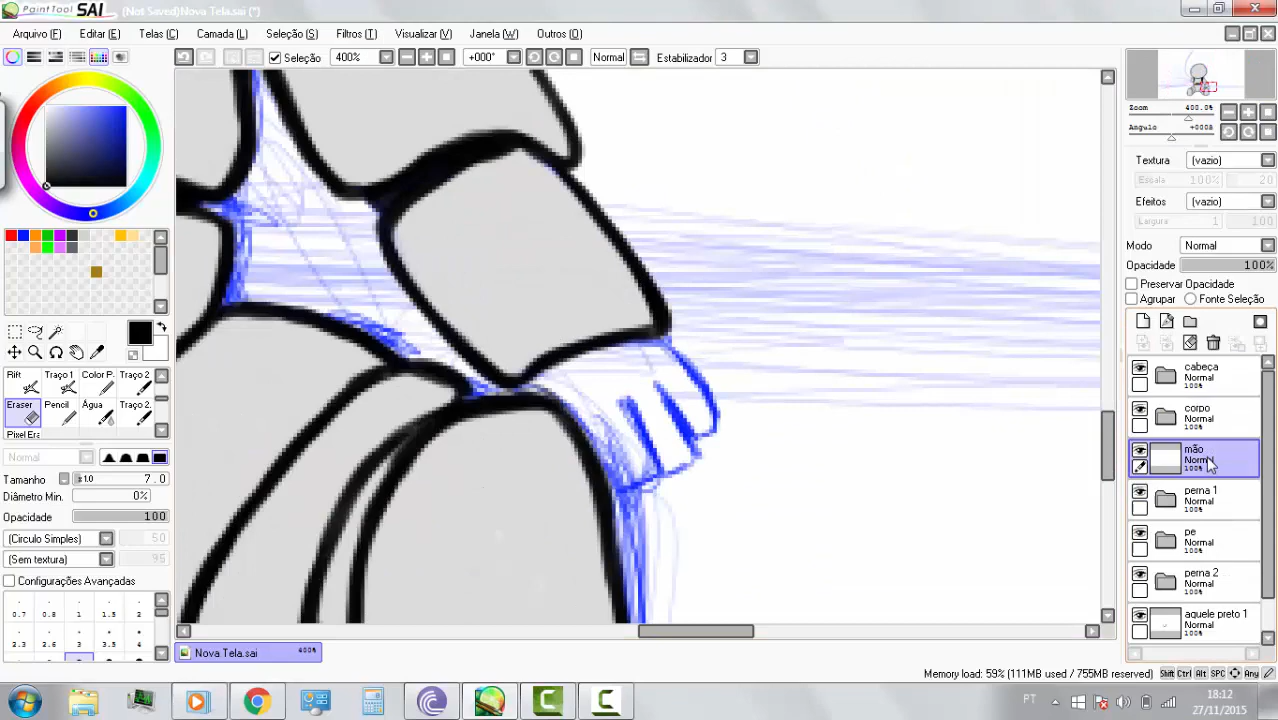 PaintTool SAI (Not Saved)Nova Tela.sai (*)
Arquivo (F) Editar (E) Telas (C) Camada (L) Seleção (S) Filtros (T) Visualizar (V) Janela (W) Outros (O)
Seleção 400% +000° Normal Estabilizador 3
Zoom 400.0%
Angulo +000R
Textura (vazio)
Escala 100% 20
Efeitos (vazio)
Largura 1 100
Modo Normal
Opacidade 100%
Preservar Opacidade
Agrupar Fonte Seleção
cabeça
Normal
100%
corpo
Normal
100%
mão
Normal
100%
perna 1
Normal
100%
pe
Normal
100%
perna 2
Normal
100%
aquele preto 1
Normal
100%
Rift Traço 1 Color P. Traço 2
Eraser Pencil Água Traço 2.
Pixel Era
Normal
Tamanho x1.0 7.0
Diâmetro Min. 0%
Opacidade 100
(Circulo Simples) 50
(Sem textura) 95
Configurações Avançadas
0.7 0.8 1 1.5 2
2.3 2.6 3 3.5 4
Nova Tela.sai 400%
Memory load: 59% (111MB used / 755MB reserved) Shift Ctrl Alt SPC Any
PT 18:12
27/11/2015